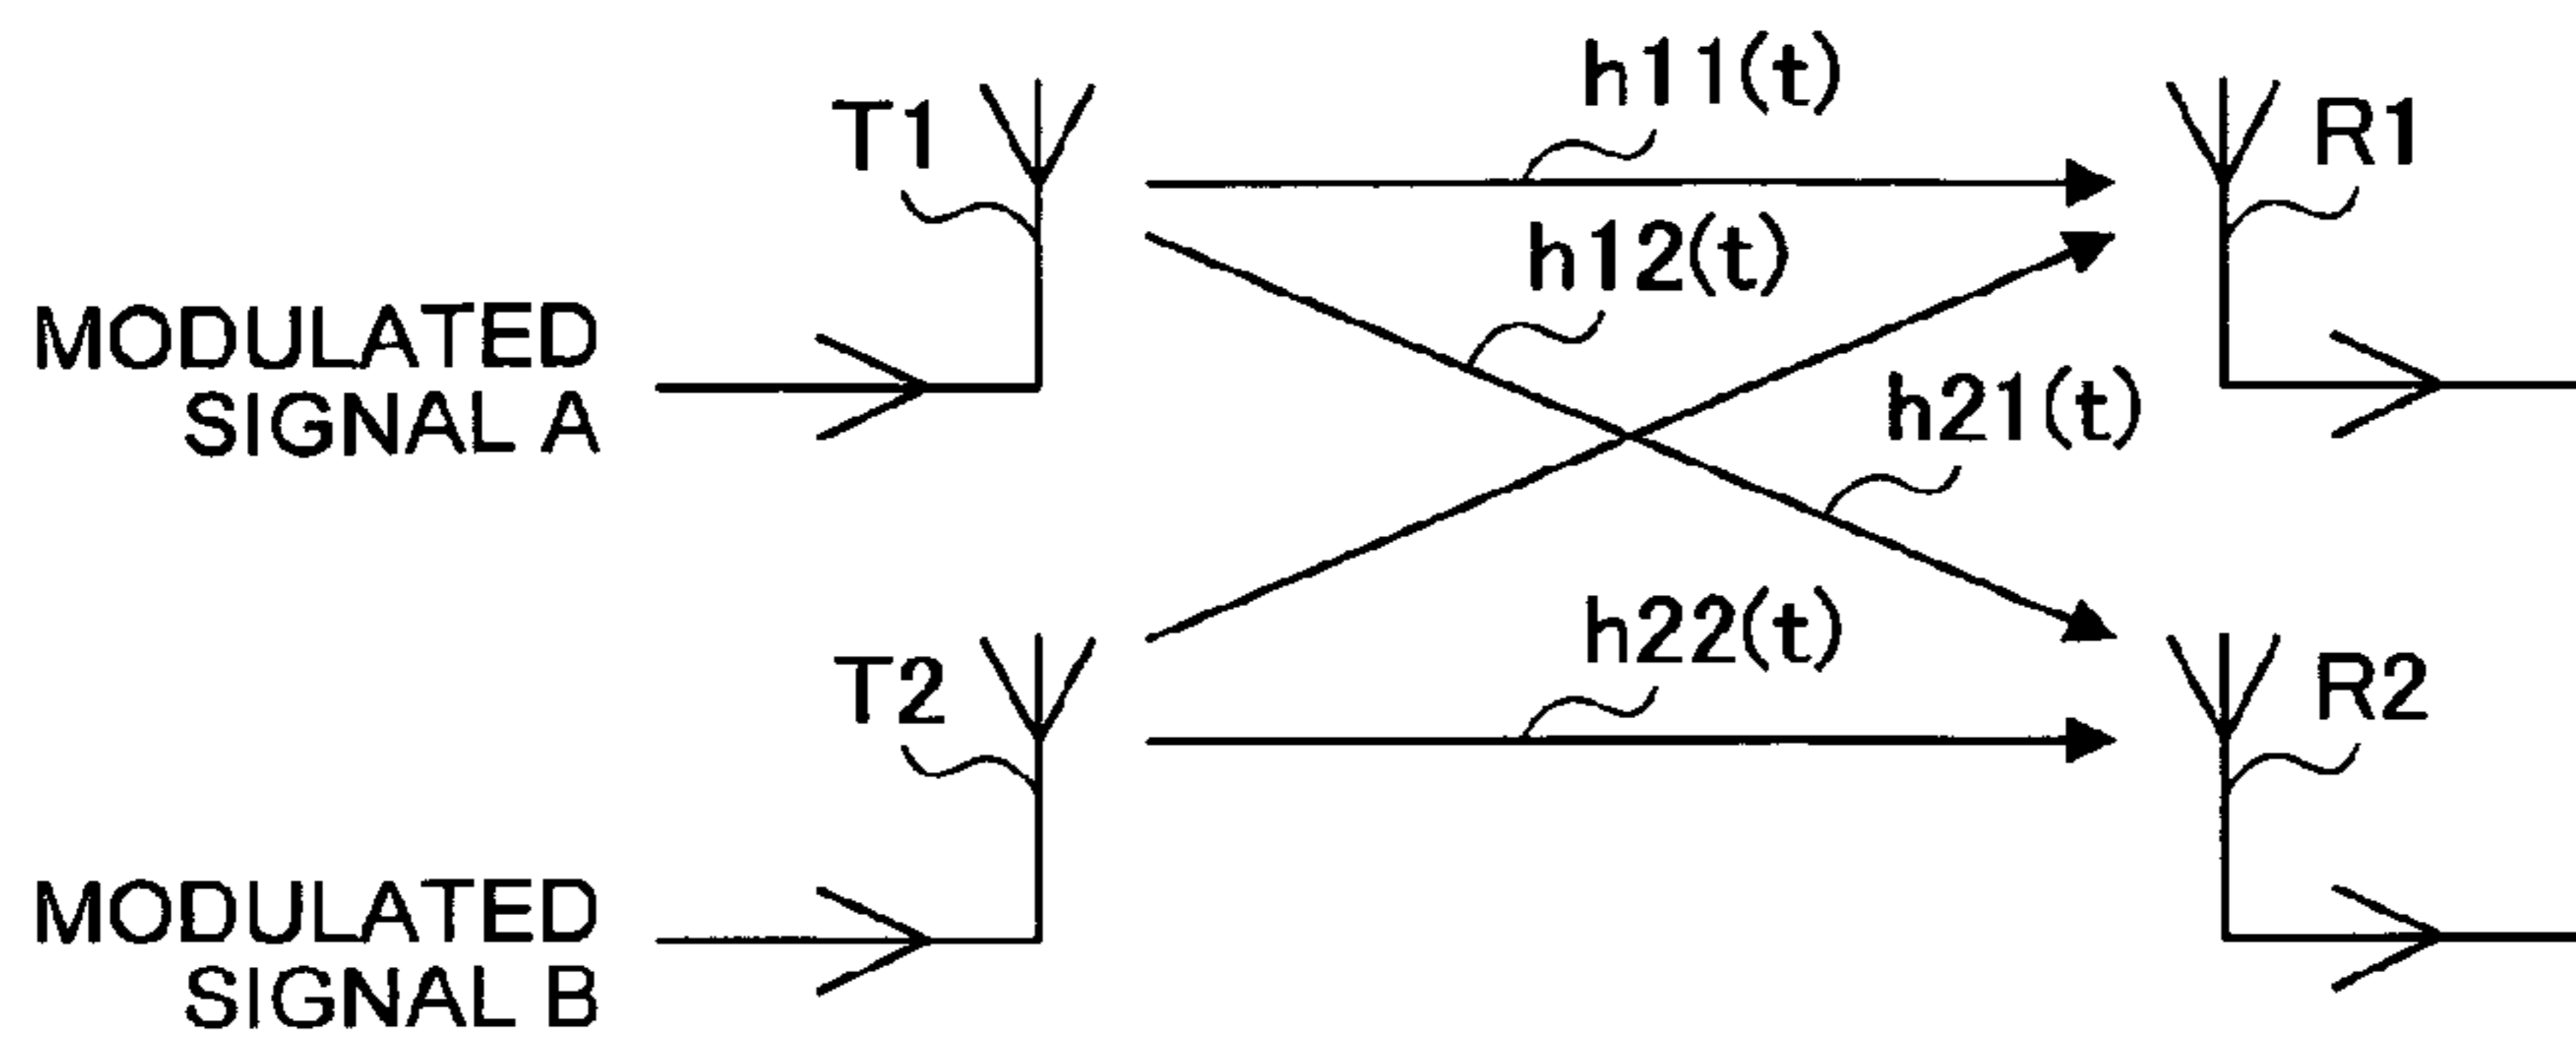 h11(t)
T1
R1
h12(t)
MODULATED
SIGNAL A
h21(t)
h22(t)
T2
R2
MODULATED
SIGNAL B